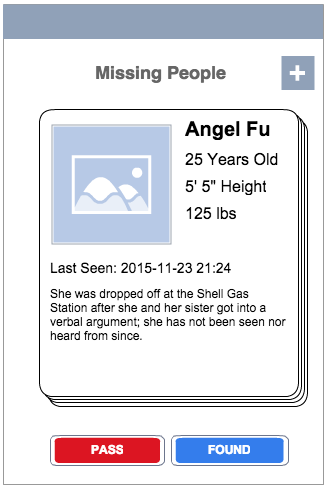 Missing People
+
Angel Fu
25 Years Old
5' 5" Height
125 lbs
Last Seen: 2015-11-23 21:24
She was dropped off at the Shell Gas
Station after she and her sister got into a
verbal argument; she has not been seen nor
heard from since.
PASS
FOUND